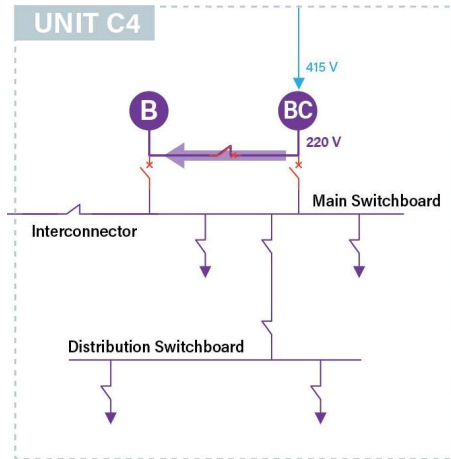 UNIT C4
415 V
B
BC
220 V
Main Switchboard
Interconnector
Distribution Switchboard